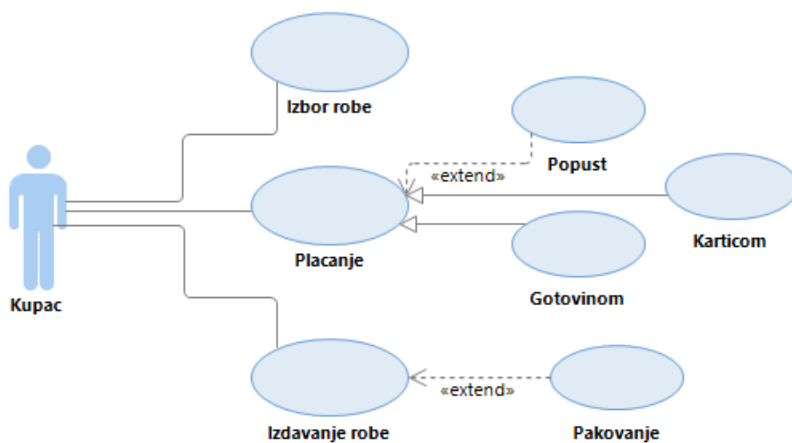 Izbor robe
Popust
«extend»
Karticom
Placanje
Gotovinom
Kupac
«extend»
Izdavanje robe
Pakovanje